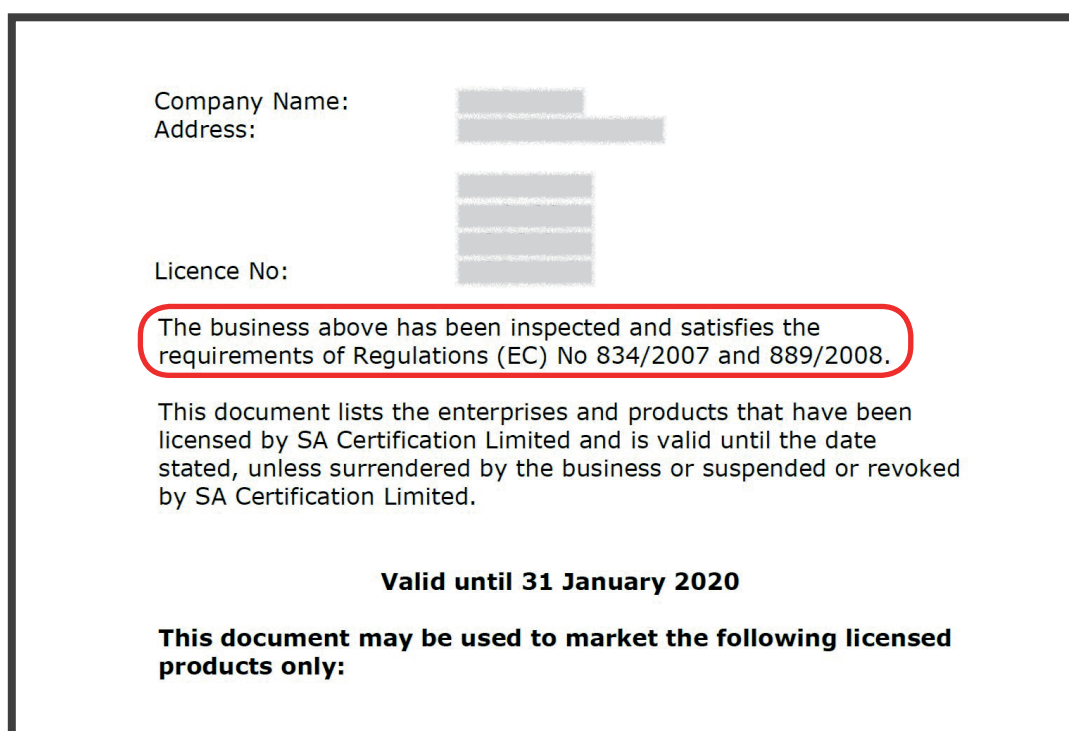 Company Name:
Address:
Licence No:
The business above has been inspected and satisfies the
requirements of Regulations (EC) No 834/2007 and 889/2008.
This document lists the enterprises and products that have been
licensed by SA Certification Limited and is valid until the date
stated, unless surrendered by the business or suspended or revoked
by SA Certification Limited.
Valid until 31 January 2020
This document may be used to market the following licensed
products only: